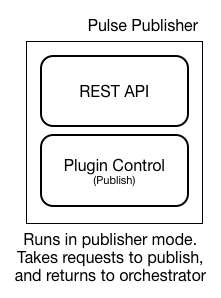 Pulse Publisher
REST API
Plugin Control
(Publish)
Runs in publisher mode.
Takes requests to publish,
and returns to orchestrator